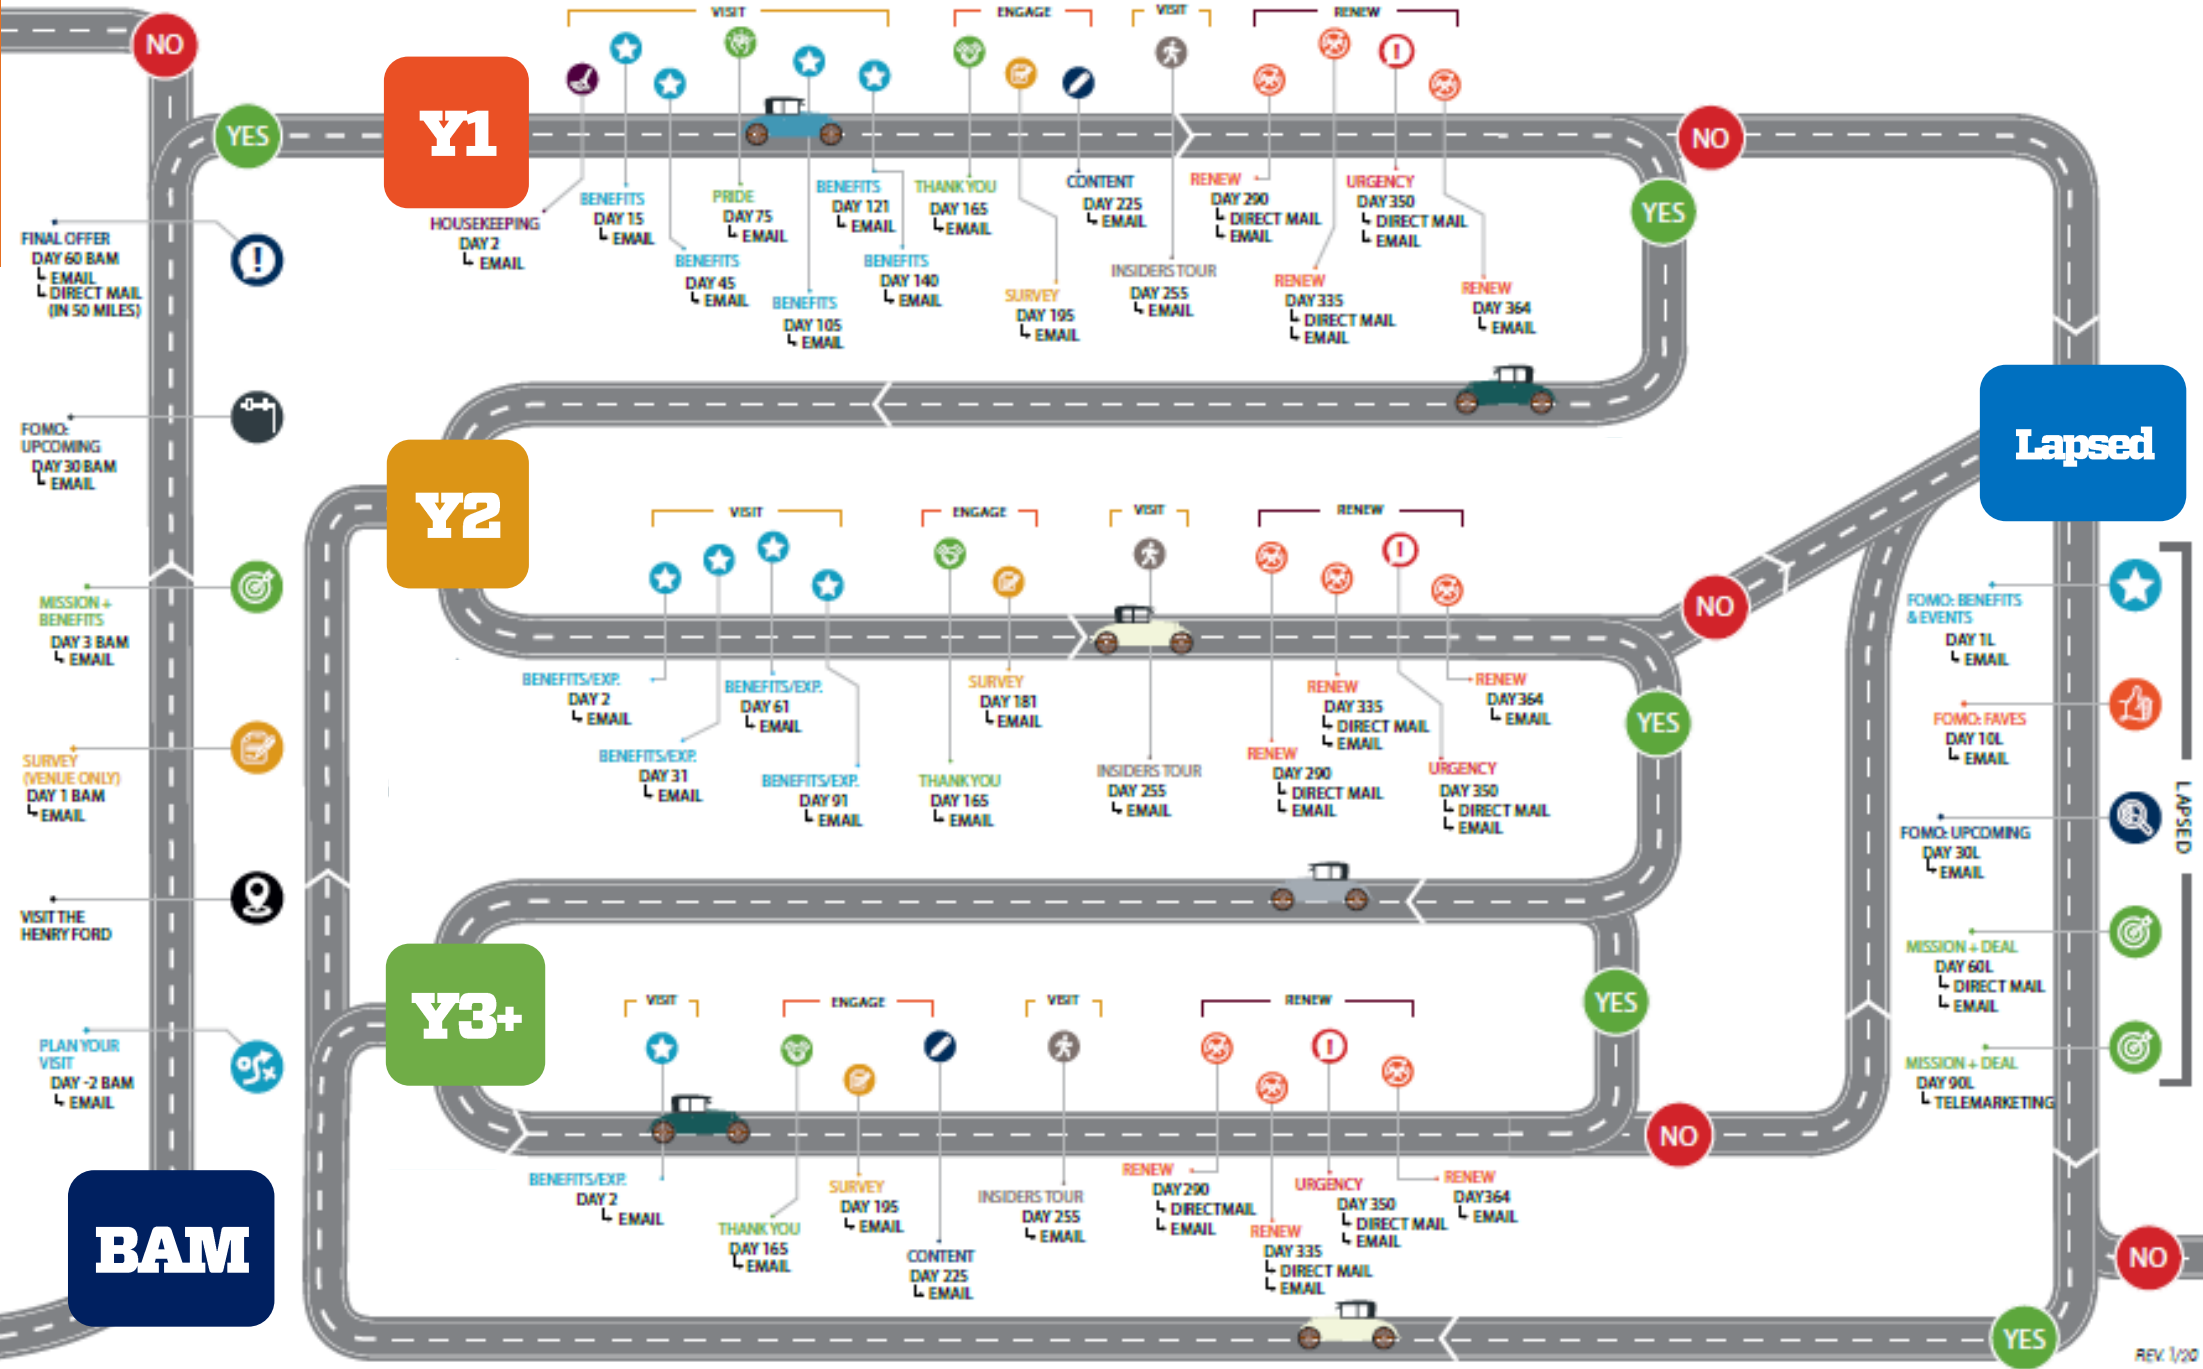 NO
YES
FINAL OFFER
DAY 60 BAM
EMAIL
DIRECT MAIL
(IN 50 MILES)
FOMO:
UPCOMING
DAY 30 BAM
EMAIL
MISSION +
BENEFITS
DAY 3 BAM
EMAIL
SURVEY
(VENUE ONLY)
DAY 1 BAM
EMAIL
VISIT THE
HENRY FORD
PLAN YOUR
VISIT
DAY -2 BAM
EMAIL
BAM
Y1
VISIT
ENGAGE
VISIT
RENEW
HOUSEKEEPING
DAY 2
EMAIL
BENEFITS
DAY 15
EMAIL
BENEFITS
DAY 45
EMAIL
PRIDE
DAY 75
EMAIL
BENEFITS
DAY 105
EMAIL
BENEFITS
DAY 121
EMAIL
BENEFITS
DAY 140
EMAIL
THANK YOU
DAY 165
EMAIL
SURVEY
DAY 195
EMAIL
CONTENT
DAY 225
EMAIL
INSIDERS TOUR
DAY 255
EMAIL
RENEW
DAY 290
DIRECT MAIL
EMAIL
RENEW
DAY 335
DIRECT MAIL
EMAIL
URGENCY
DAY 350
DIRECT MAIL
EMAIL
RENEW
DAY 364
EMAIL
NO
YES
Y2
VISIT
ENGAGE
VISIT
RENEW
BENEFITS/EXP.
DAY 2
EMAIL
BENEFITS/EXP.
DAY 31
EMAIL
BENEFITS/EXP.
DAY 61
EMAIL
BENEFITS/EXP.
DAY 91
EMAIL
THANK YOU
DAY 165
EMAIL
SURVEY
DAY 181
EMAIL
INSIDERS TOUR
DAY 255
EMAIL
RENEW
DAY 290
DIRECT MAIL
EMAIL
RENEW
DAY 335
DIRECT MAIL
EMAIL
URGENCY
DAY 350
DIRECT MAIL
EMAIL
RENEW
DAY 364
EMAIL
NO
YES
Y3+
VISIT
ENGAGE
VISIT
RENEW
BENEFITS/EXP.
DAY 2
EMAIL
THANK YOU
DAY 165
EMAIL
SURVEY
DAY 195
EMAIL
CONTENT
DAY 225
EMAIL
INSIDERS TOUR
DAY 255
EMAIL
RENEW
DAY 290
DIRECTMAIL
EMAIL
RENEW
DAY 335
DIRECT MAIL
EMAIL
URGENCY
DAY 350
DIRECT MAIL
EMAIL
RENEW
DAY 364
EMAIL
YES
NO
Lapsed
FOMO: BENEFITS
& EVENTS
DAY 1L
EMAIL
FOMO: FAVES
DAY 10L
EMAIL
FOMO: UPCOMING
DAY 30L
EMAIL
MISSION + DEAL
DAY 60L
DIRECT MAIL
EMAIL
MISSION + DEAL
DAY 90L
TELEMARKETING
LAPSED
NO
YES
REV. 1/20